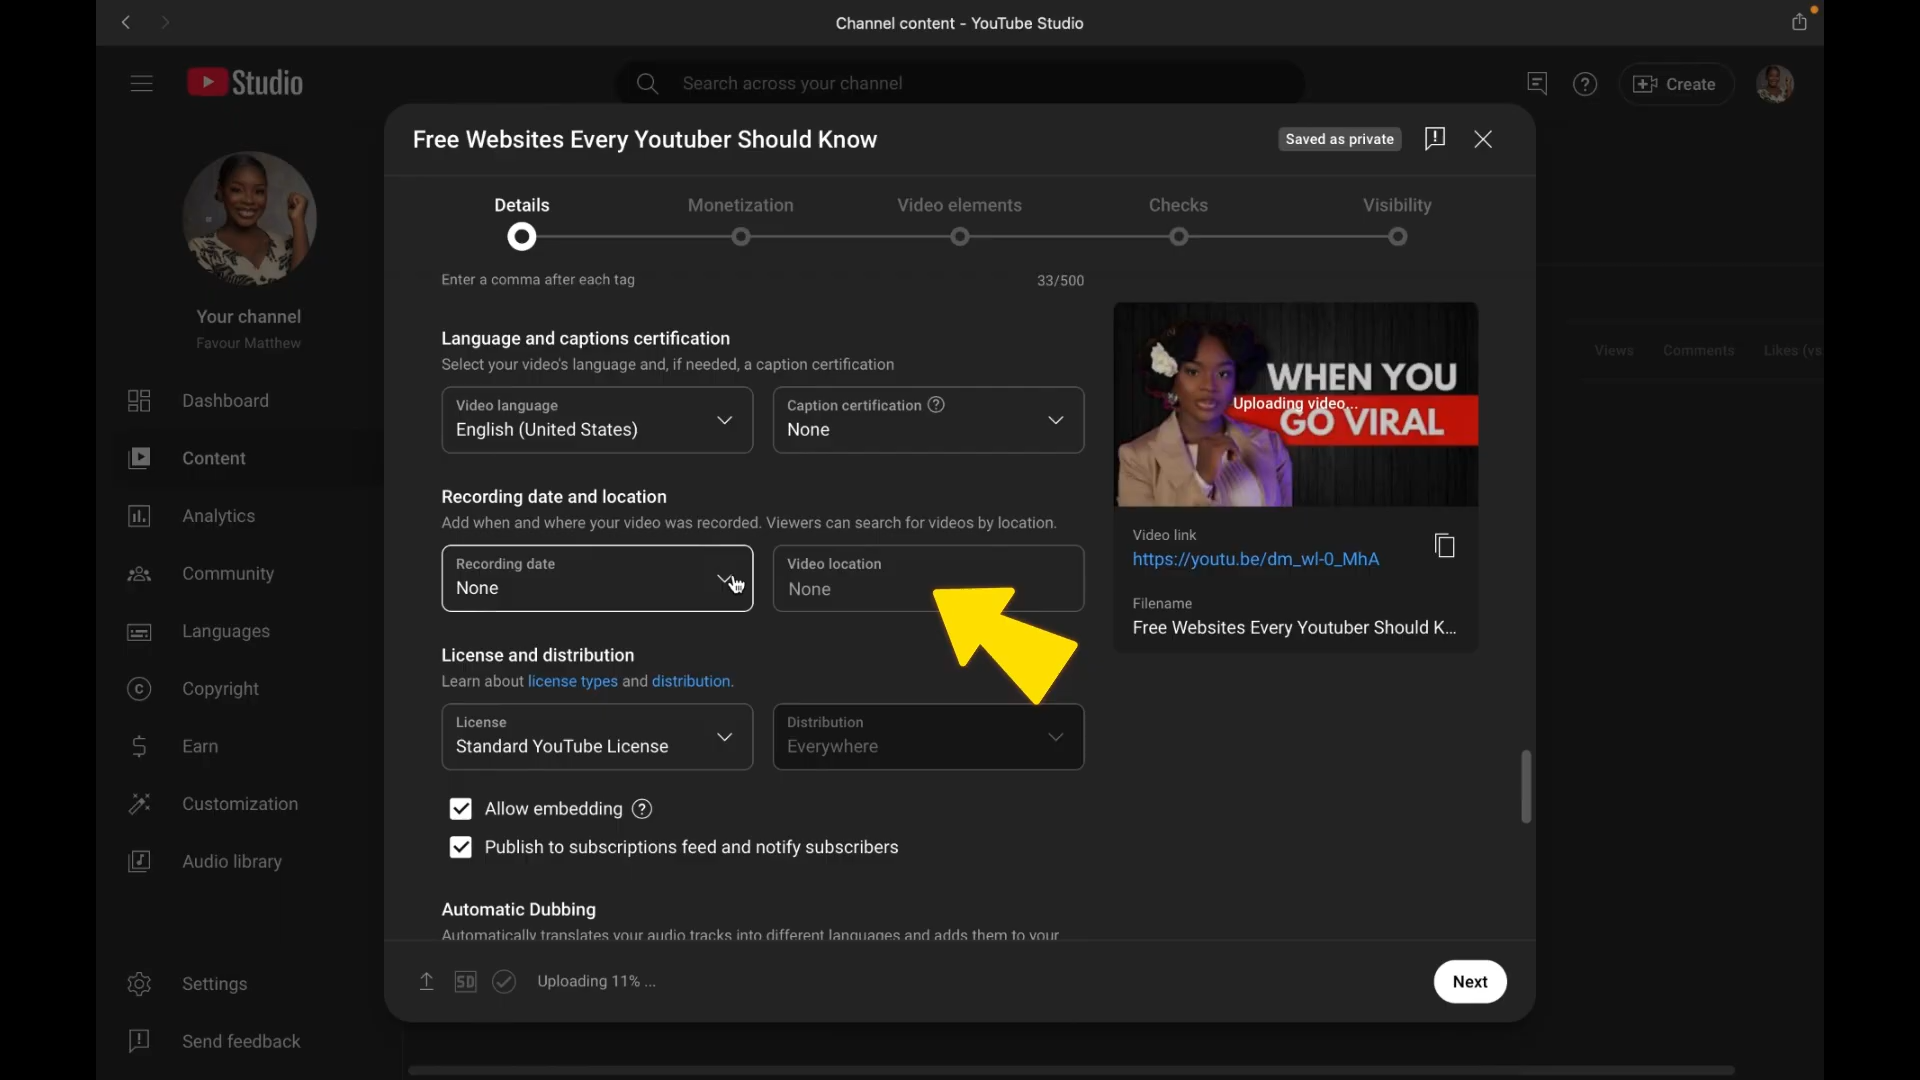 Channel content - YouTube Studio
Studio
Search across your channel
Create
Free Websites Every Youtuber Should Know
Saved as private
Details
Monetization
Video elements
Checks
Visibility
Enter a comma after each tag
33/500
Your channel
Favour Matthew
Dashboard
Content
Analytics
Community
Languages
Copyright
Earn
Customization
Audio library
Settings
Send feedback
Language and captions certification
Select your video's language and, if needed, a caption certification
Video language
English (United States)
Caption certification
None
Recording date and location
Add when and where your video was recorded. Viewers can search for videos by location.
Recording date
None
Video location
None
License and distribution
Learn about license types and distribution.
License
Standard YouTube License
Distribution
Everywhere
Allow embedding
Publish to subscriptions feed and notify subscribers
Automatic Dubbing
Automatically translates your audio tracks into different languages and adds them to your
WHEN YOU
Uploading video...
GO VIRAL
Video link
https://youtu.be/dm_wl-0_MhA
Filename
Free Websites Every Youtuber Should K...
Views
Comments
Likes (vs
SD
Uploading 11% ...
Next